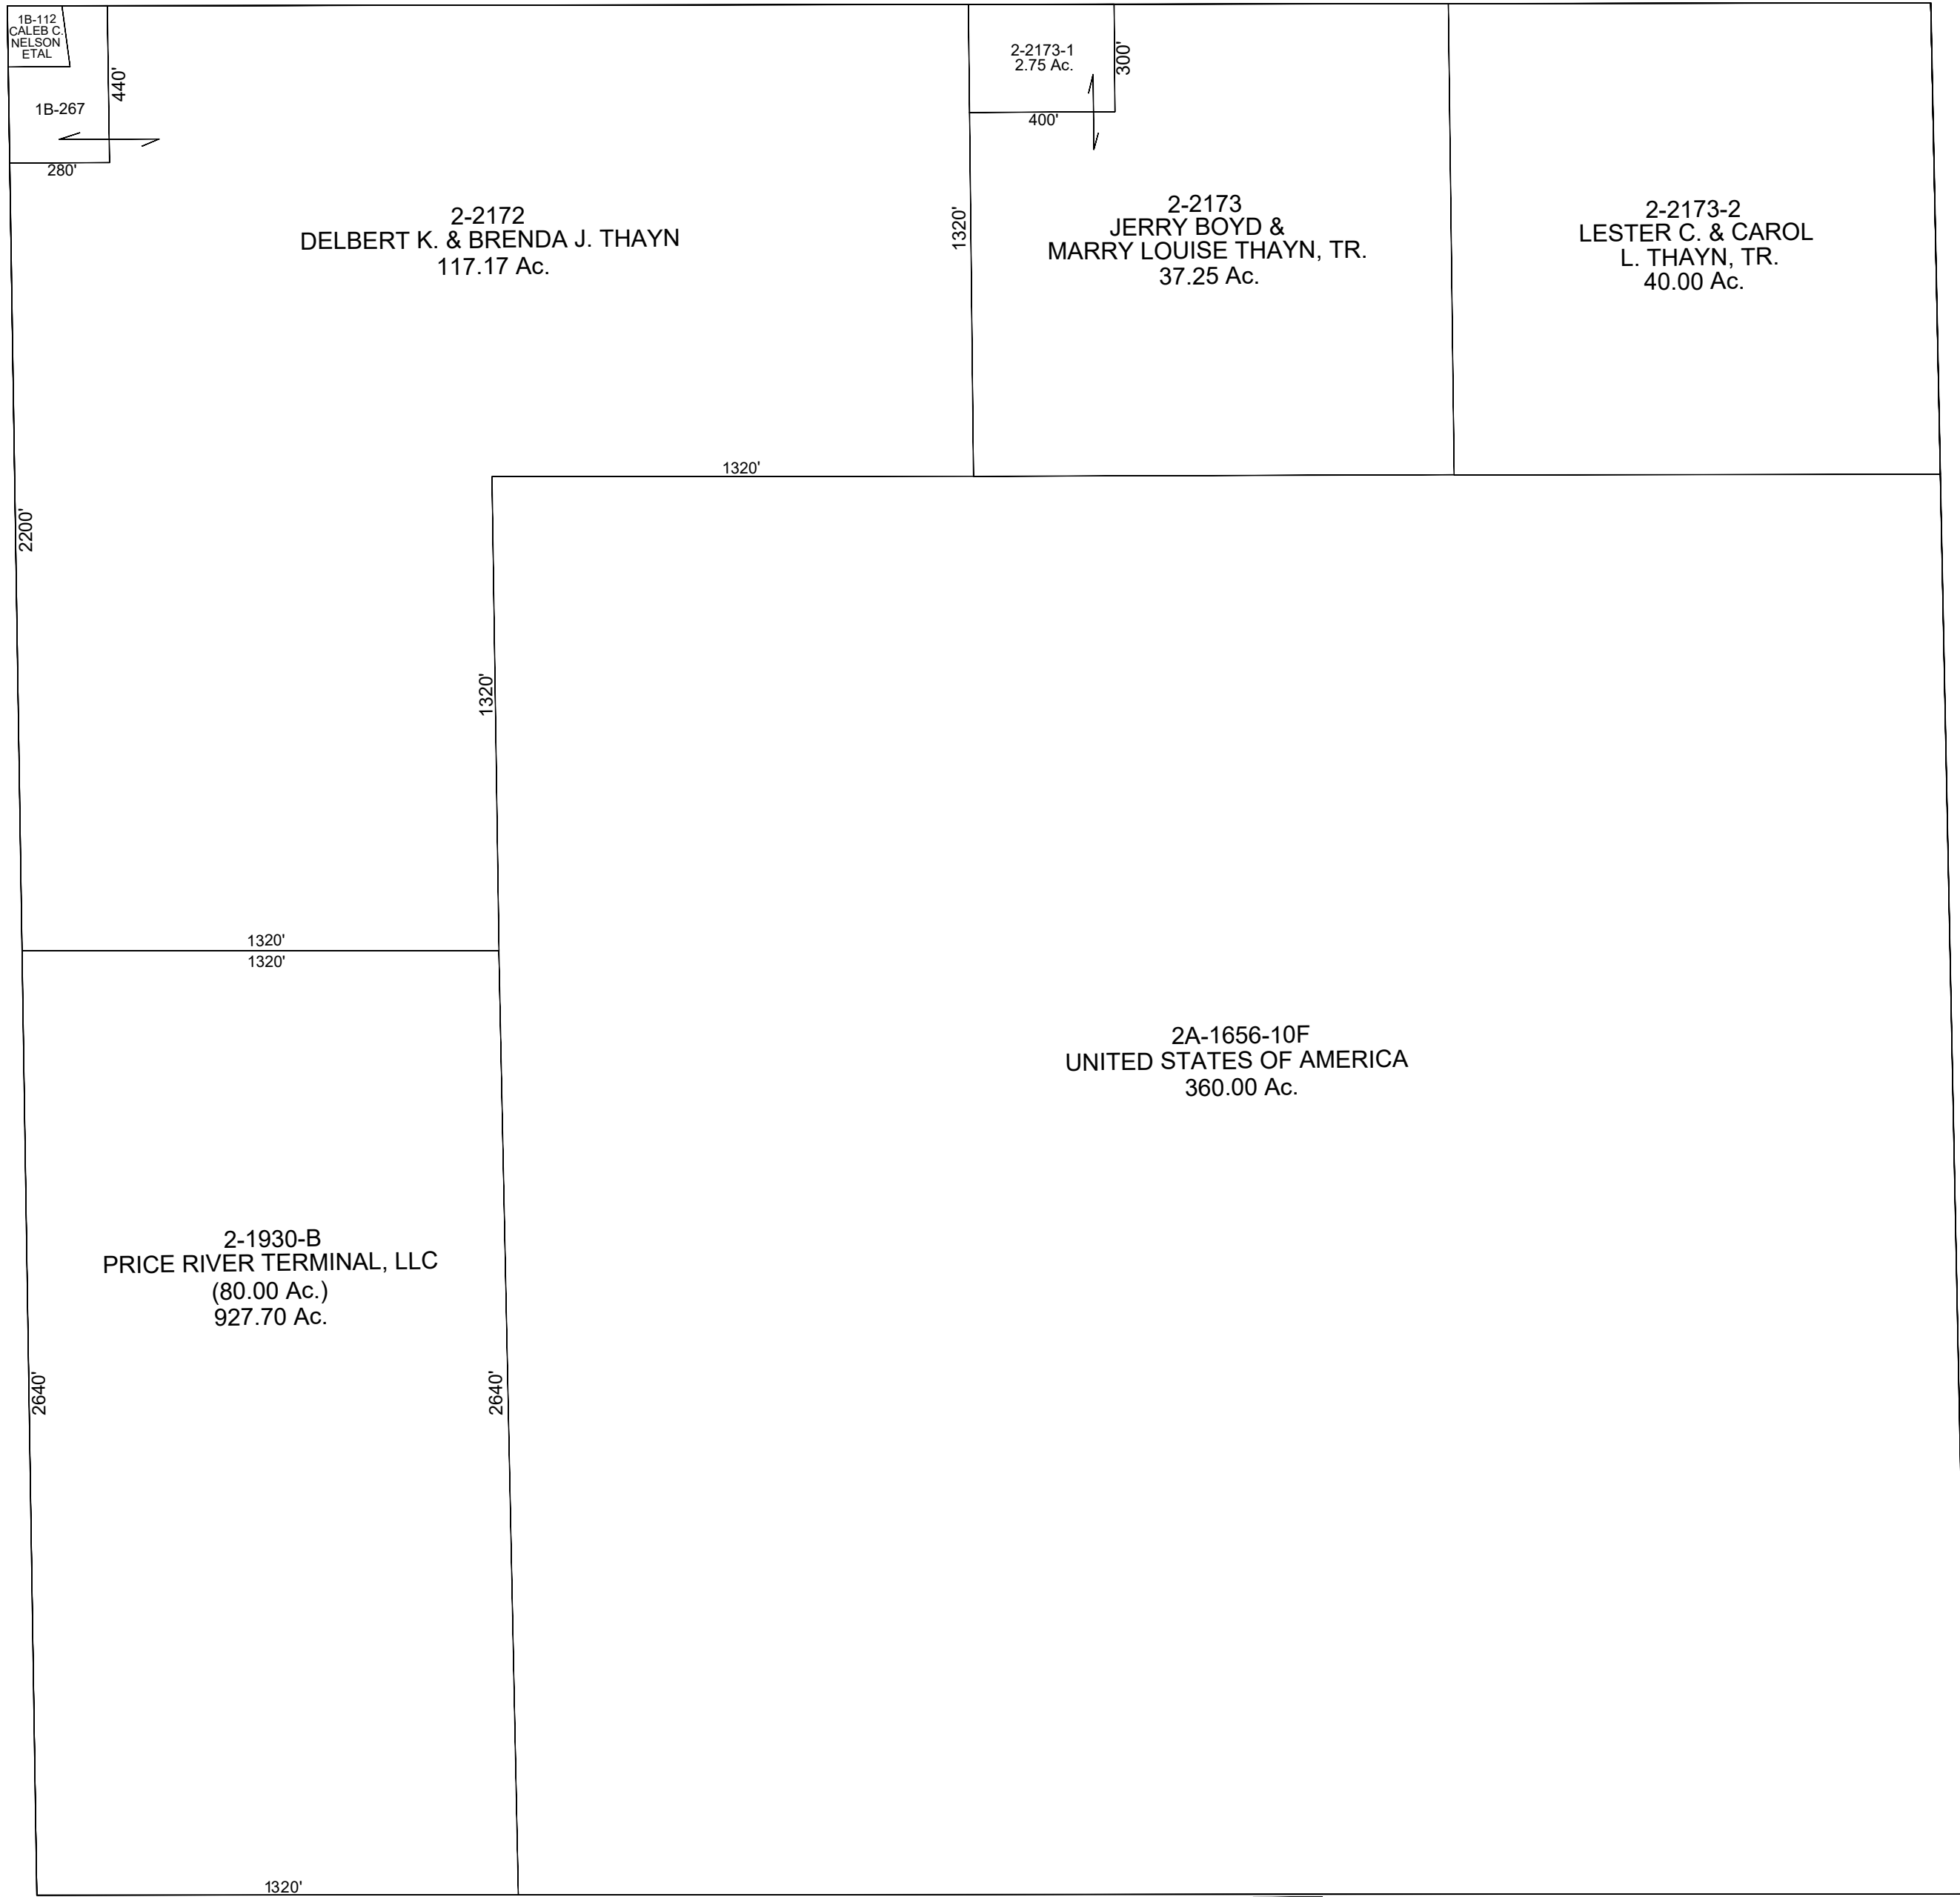 1B-112
CALEB C.
NELSON
ETAL
440'
1B-267
280'
2-2172
DELBERT K. & BRENDA J. THAYN
117.17 Ac.
2-2173-1
2.75 Ac.
300'
400'
1320'
2-2173
JERRY BOYD &
MARRY LOUISE THAYN, TR.
37.25 Ac.
2-2173-2
LESTER C. & CAROL
L. THAYN, TR.
40.00 Ac.
1320'
2200'
1320'
1320'
1320'
2A-1656-10F
UNITED STATES OF AMERICA
360.00 Ac.
2-1930-B
PRICE RIVER TERMINAL, LLC
(80.00 Ac.)
927.70 Ac.
2640'
2640'
1320'